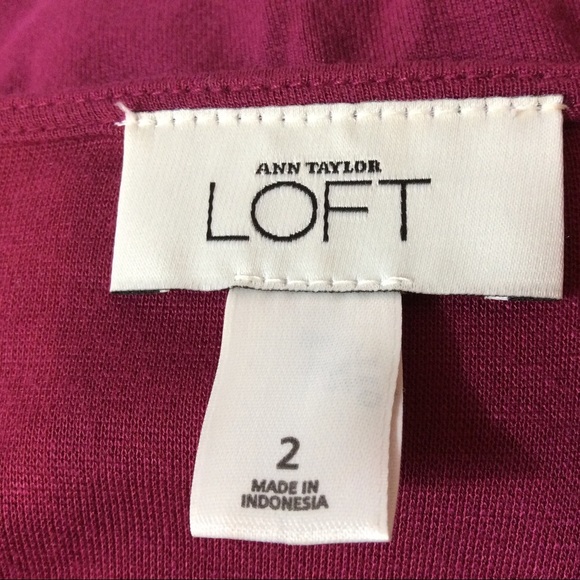 ANN TAYLOR
LOFT
2
MADE IN
INDONESIA